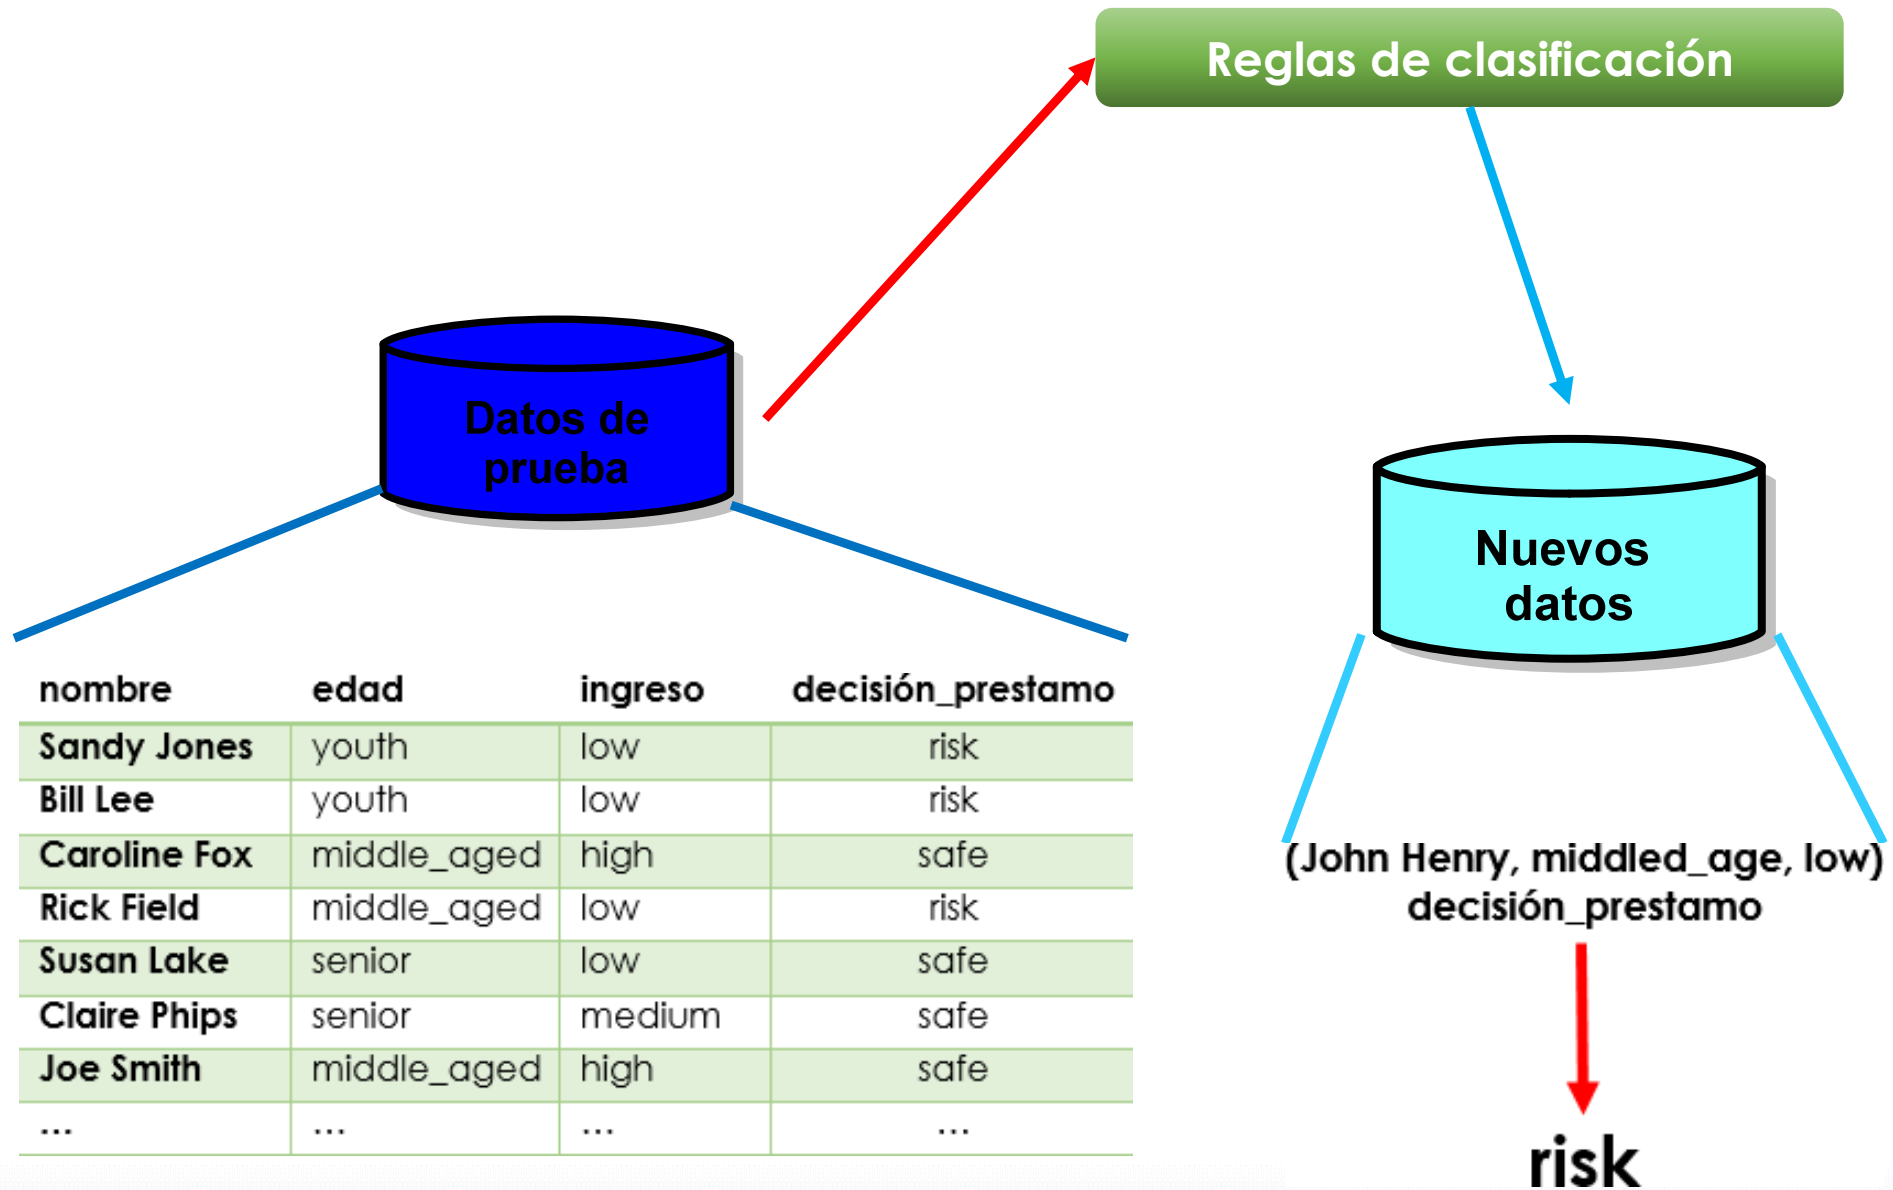 Reglas de clasificación
Datos de
prueba
Nuevos
datos
nombre edad ingreso decisión_prestamo
Sandy Jones youth low risk
Bill Lee youth low risk
Caroline Fox middle_aged high safe
Rick Field middle_aged low risk
Susan Lake senior low safe
Claire Phips senior medium safe
Joe Smith middle_aged high safe
... ... ... ...
(John Henry, middled_age, low)
decisión_prestamo
risk